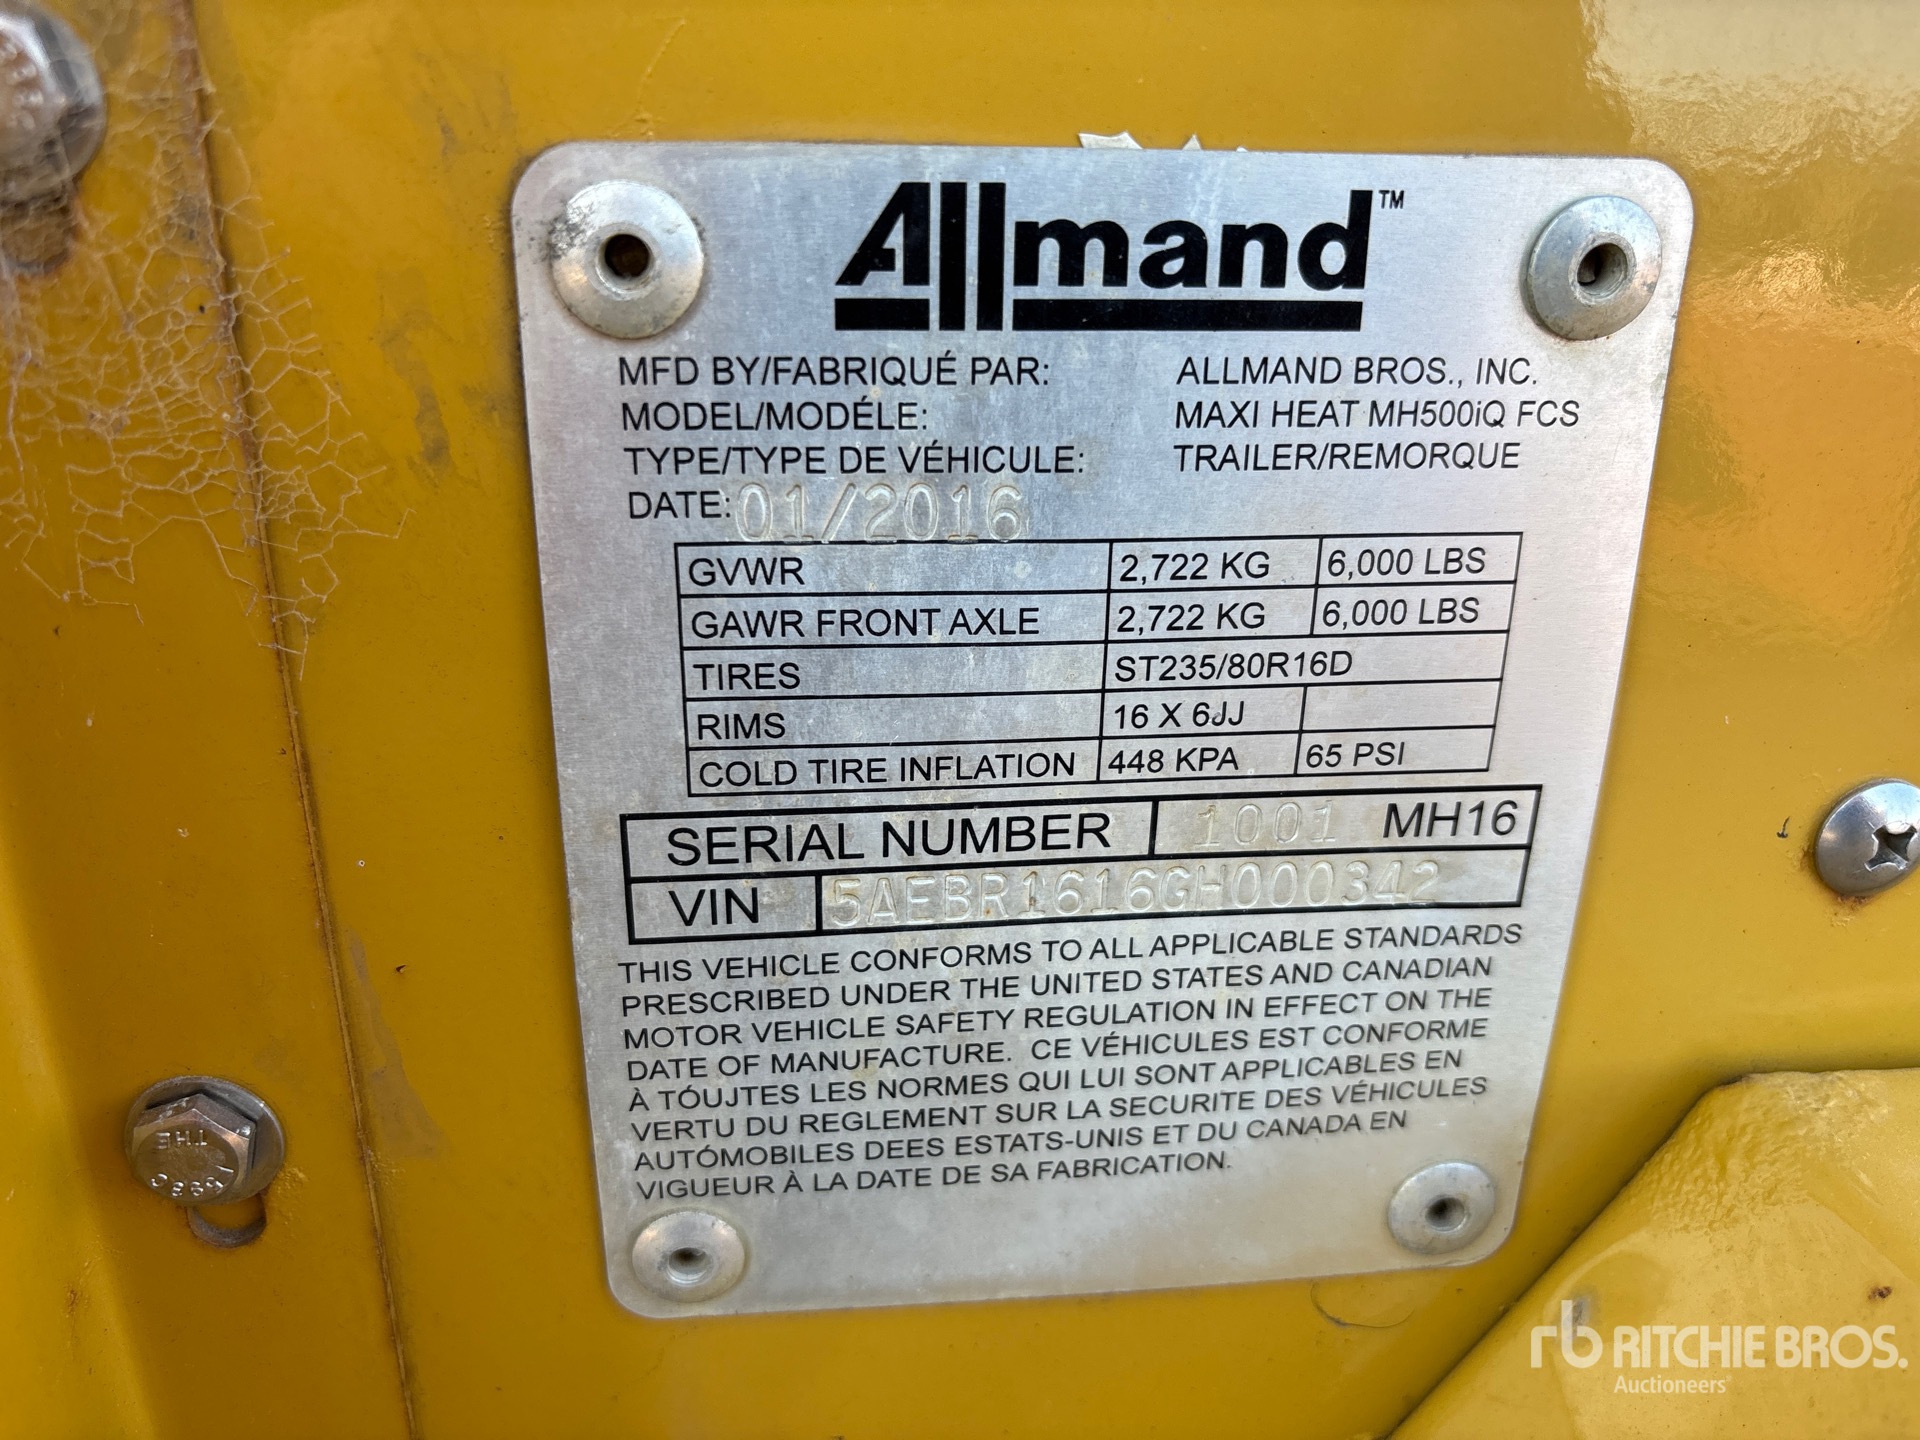 Allmand™
MFD BY/FABRIQUÉ PAR: ALLMAND BROS., INC.
MODEL/MODÉLE: MAXI HEAT MH500iQ FCS
TYPE/TYPE DE VÉHICULE: TRAILER/REMORQUE
DATE: 01/2016
GVWR 2,722 KG 6,000 LBS
GAWR FRONT AXLE 2,722 KG 6,000 LBS
TIRES ST235/80R16D
RIMS 16 X 6JJ
COLD TIRE INFLATION 448 KPA 65 PSI
SERIAL NUMBER 1001 MH16
VIN 5AEBR1616GH000342
THIS VEHICLE CONFORMS TO ALL APPLICABLE STANDARDS
PRESCRIBED UNDER THE UNITED STATES AND CANADIAN
MOTOR VEHICLE SAFETY REGULATION IN EFFECT ON THE
DATE OF MANUFACTURE. CE VÉHICULES EST CONFORME
À TÓUJTES LES NORMES QUI LUI SONT APPLICABLES EN
VERTU DU REGLEMENT SUR LA SECURITE DES VÉHICULES
AUTÓMOBILES DEES ESTATS-UNIS ET DU CANADA EN
VIGUEUR À LA DATE DE SA FABRICATION.
THE
rb RITCHIE BROS.
Auctioneers